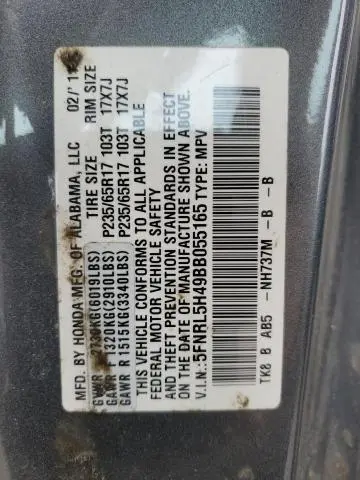 MFD. BY HONDA MFG. OF ALABAMA, LLC 02/'1
TIRE SIZE RIM SIZE
GVWR 2730KG(6019LBS)
GAWR F 1320KG(2910LBS) P235/65R17 103T 17X7J
GAWR R 1515KG(3340LBS) P235/65R17 103T 17X7J
THIS VEHICLE CONFORMS TO ALL APPLICABLE
FEDERAL MOTOR VEHICLE SAFETY
AND THEFT PREVENTION STANDARDS IN EFFECT
ON THE DATE OF MANUFACTURE SHOWN ABOVE.
V.I.N.: 5FNRL5H49BB055165 TYPE: MPV
TK8 B AB5 -NH737M - B - B